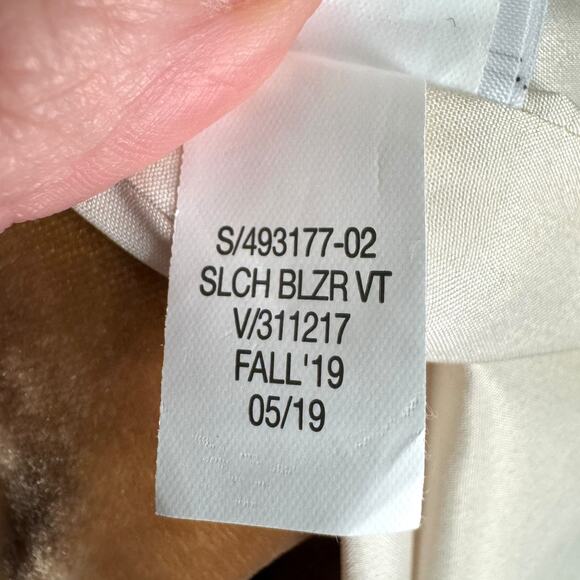 S/493177-02
SLCH BLZR VT
V/311217
FALL '19
05/19